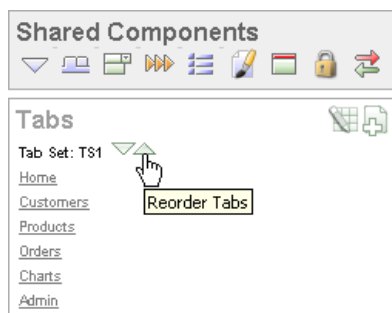 Shared Components
Tabs
Tab Set: TS1
Home
Customers
Reorder Tabs
Products
Orders
Charts
Admin